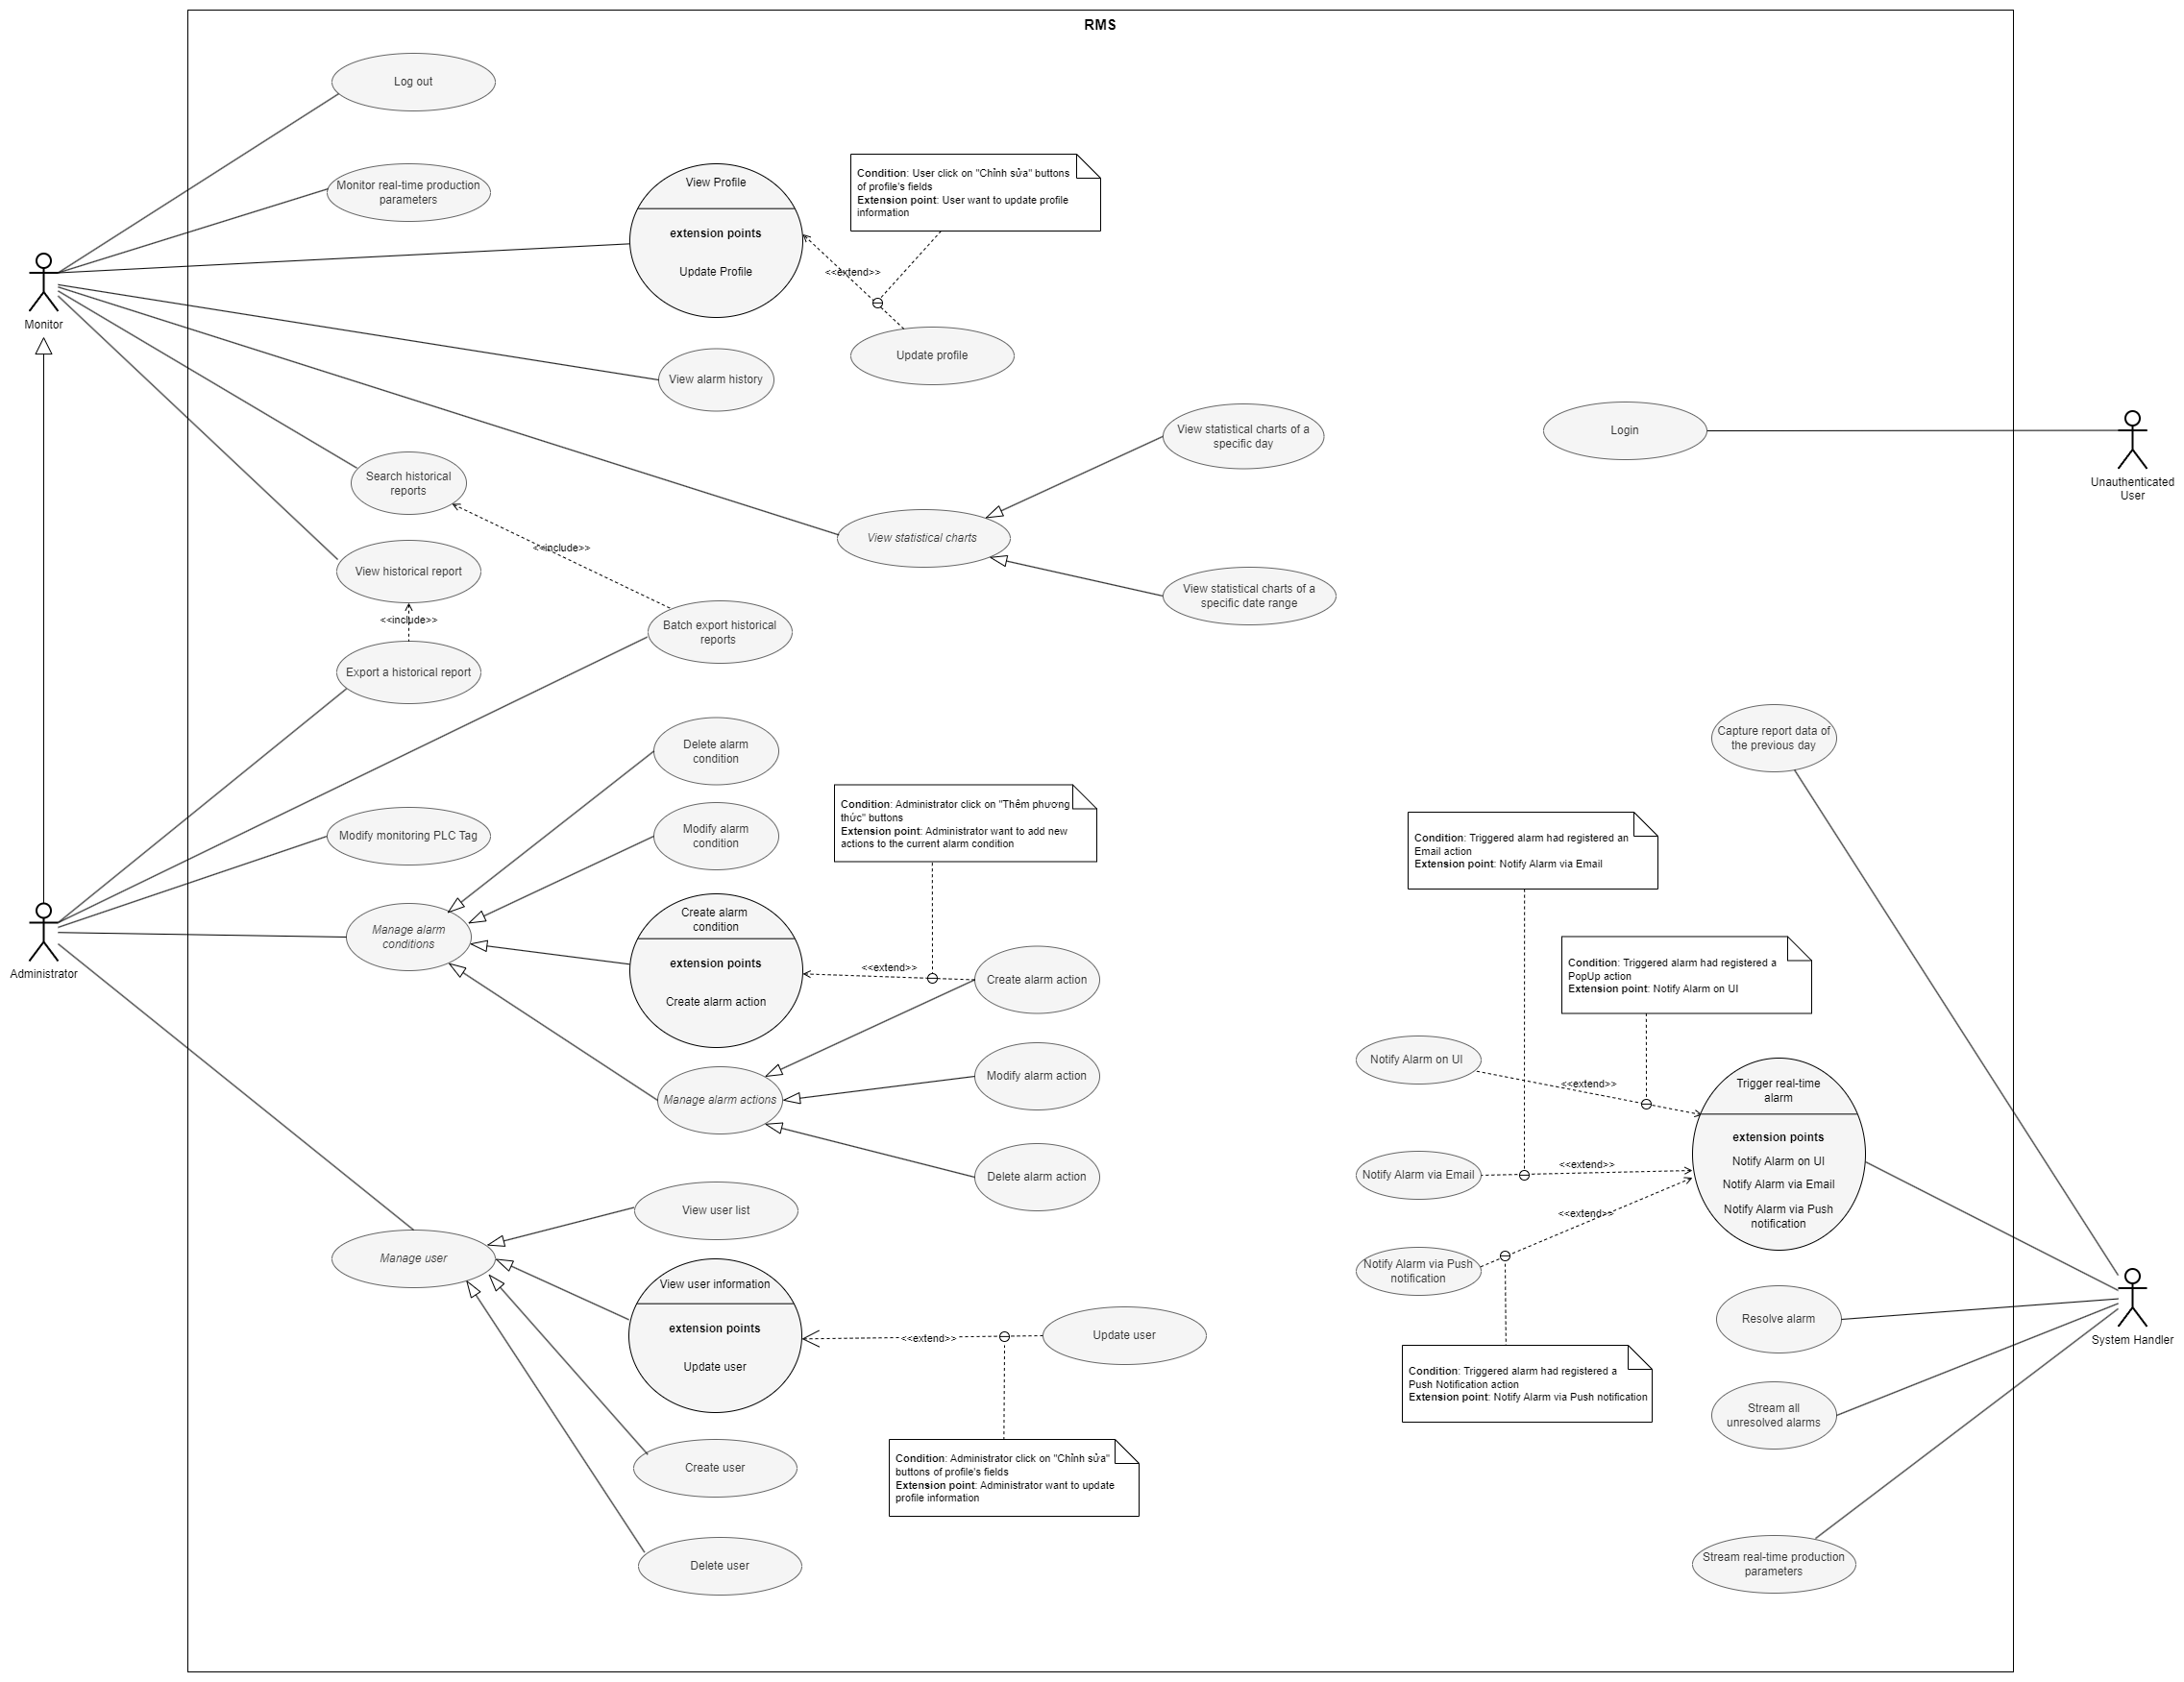 RMS
Log out
Monitor real-time production
parameters
View Profile
extension points
Update Profile
Condition: User click on "Chỉnh sửa" buttons
of profile's fields
Extension point: User want to update profile
information
<<extend>>
Update profile
Monitor
View alarm history
View statistical charts of a
specific day
Login
Unauthenticated
User
Search historical
reports
<<include>>
View statistical charts
View historical report
<<include>>
View statistical charts of a
specific date range
Batch export historical
reports
Export a historical report
Capture report data of
the previous day
Delete alarm
condition
Modify monitoring PLC Tag
Modify alarm
condition
Condition: Administrator click on "Thêm phương
thức" buttons
Extension point: Administrator want to add new
actions to the current alarm condition
Condition: Triggered alarm had registered an
Email action
Extension point: Notify Alarm via Email
Administrator
Manage alarm
conditions
Create alarm
condition
extension points
Create alarm action
<<extend>>
Create alarm action
Condition: Triggered alarm had registered a
PopUp action
Extension point: Notify Alarm on UI
Manage alarm actions
Modify alarm action
Delete alarm action
Notify Alarm on UI
<<extend>>
Trigger real-time
alarm
extension points
Notify Alarm on UI
Notify Alarm via Email
Notify Alarm via Push
notification
Notify Alarm via Email
<<extend>>
<<extend>>
Notify Alarm via Push
notification
View user list
Manage user
View user information
extension points
Update user
<<extend>>
Update user
Resolve alarm
System Handler
Condition: Triggered alarm had registered a
Push Notification action
Extension point: Notify Alarm via Push notification
Stream all
unresolved alarms
Create user
Condition: Administrator click on "Chỉnh sửa"
buttons of profile's fields
Extension point: Administrator want to update
profile information
Delete user
Stream real-time production
parameters